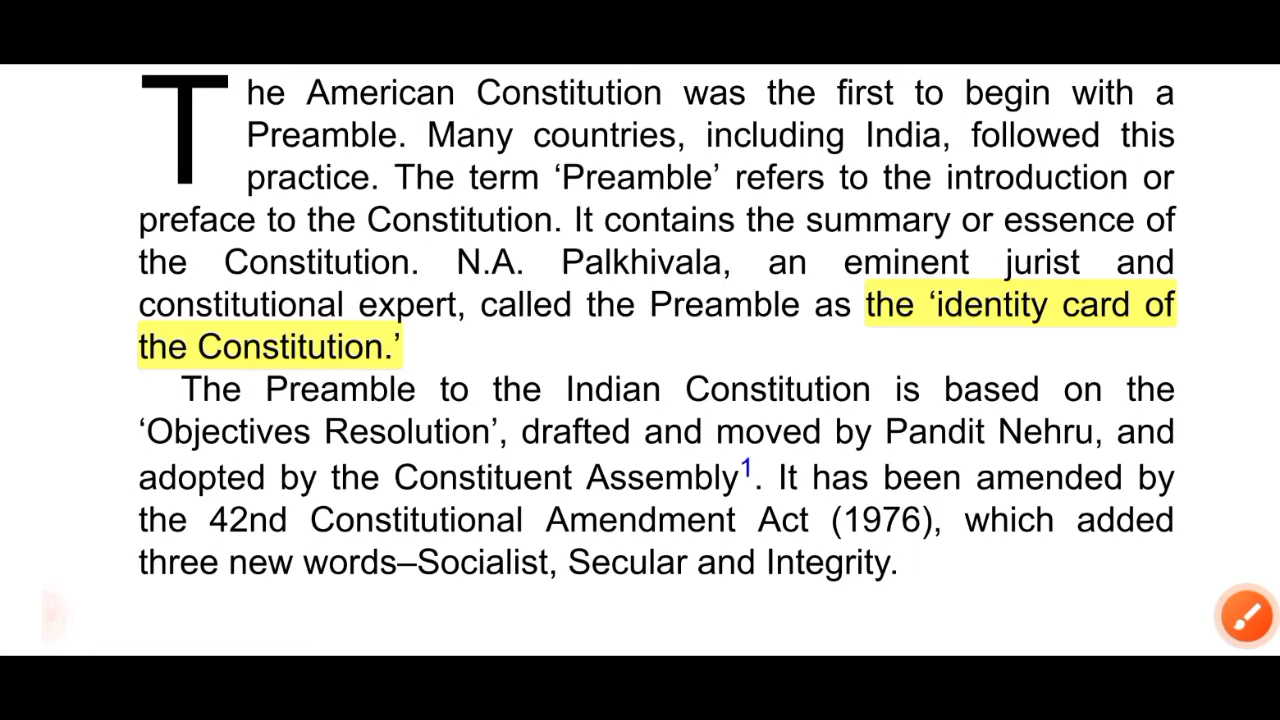 The American Constitution was the first to begin with a
Preamble. Many countries, including India, followed this
practice. The term ‘Preamble’ refers to the introduction or
preface to the Constitution. It contains the summary or essence of
the Constitution. N.A. Palkhivala, an eminent jurist and
constitutional expert, called the Preamble as the ‘identity card of
the Constitution.’
The Preamble to the Indian Constitution is based on the
‘Objectives Resolution’, drafted and moved by Pandit Nehru, and
adopted by the Constituent Assembly1. It has been amended by
the 42nd Constitutional Amendment Act (1976), which added
three new words–Socialist, Secular and Integrity.